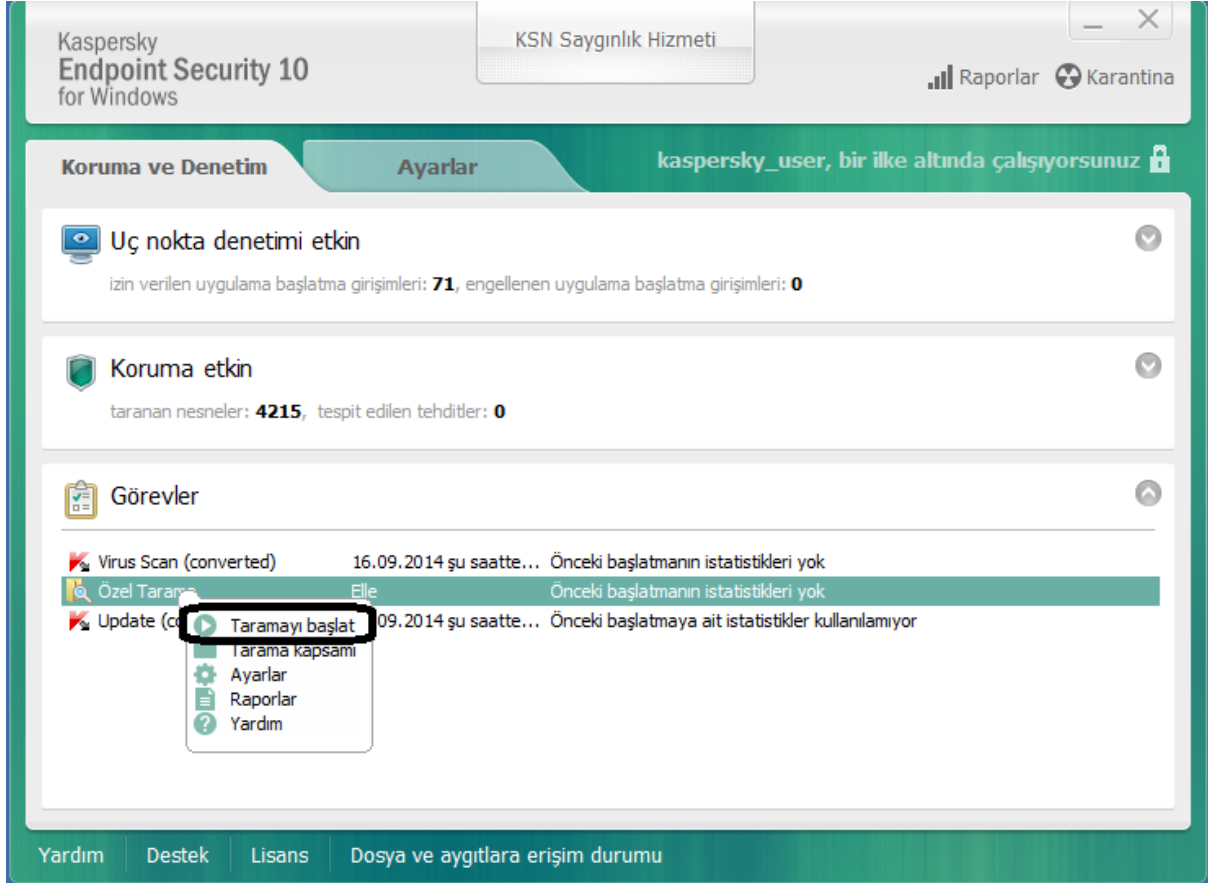 Kaspersky
Endpoint Security 10
for Windows
KSN Saygınlık Hizmeti
Raporlar Karantina
Koruma ve Denetim Ayarlar kaspersky_user, bir ilke altında çalışıyorsunuz
Uç nokta denetimi etkin
izin verilen uygulama başlatma girişimleri: 71, engellenen uygulama başlatma girişimleri: 0
Koruma etkin
taranan nesneler: 4215, tespit edilen tehditler: 0
Görevler
Virus Scan (converted) 16.09.2014 şu saatte... Önceki başlatmanın istatistikleri yok
Özel Tarama Elle Önceki başlatmanın istatistikleri yok
Update 09.2014 şu saatte... Önceki başlatmaya ait istatistikler kullanılamıyor
Taramayı başlat
Tarama kapsamı
Ayarlar
Raporlar
Yardım
Yardım Destek Lisans Dosya ve aygıtlara erişim durumu